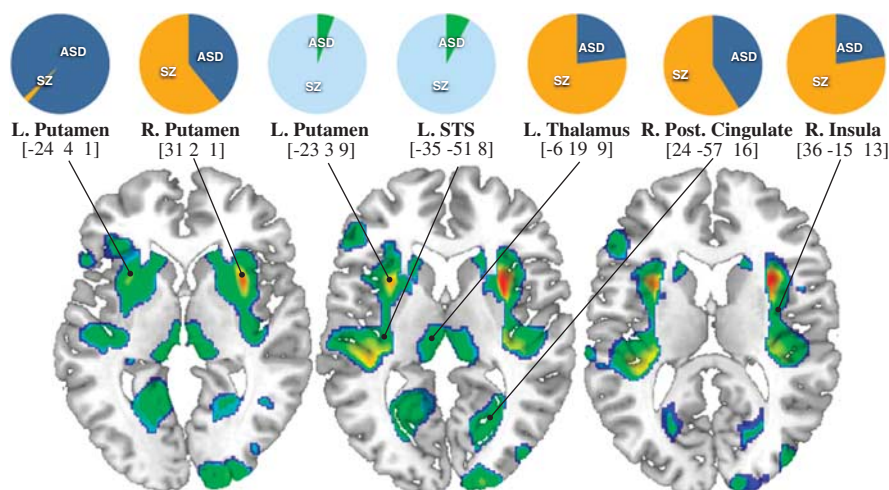 ASD
SZ
SZ
ASD
ASD
SZ
ASD
SZ
ASD
SZ
ASD
SZ
ASD
SZ
L. Putamen R. Putamen L. Putamen L. STS L. Thalamus R. Post. Cingulate R. Insula
[-24 4 1] [31 2 1] [-23 3 9] [-35 -51 8] [-6 19 9] [24 -57 16] [36 -15 13]